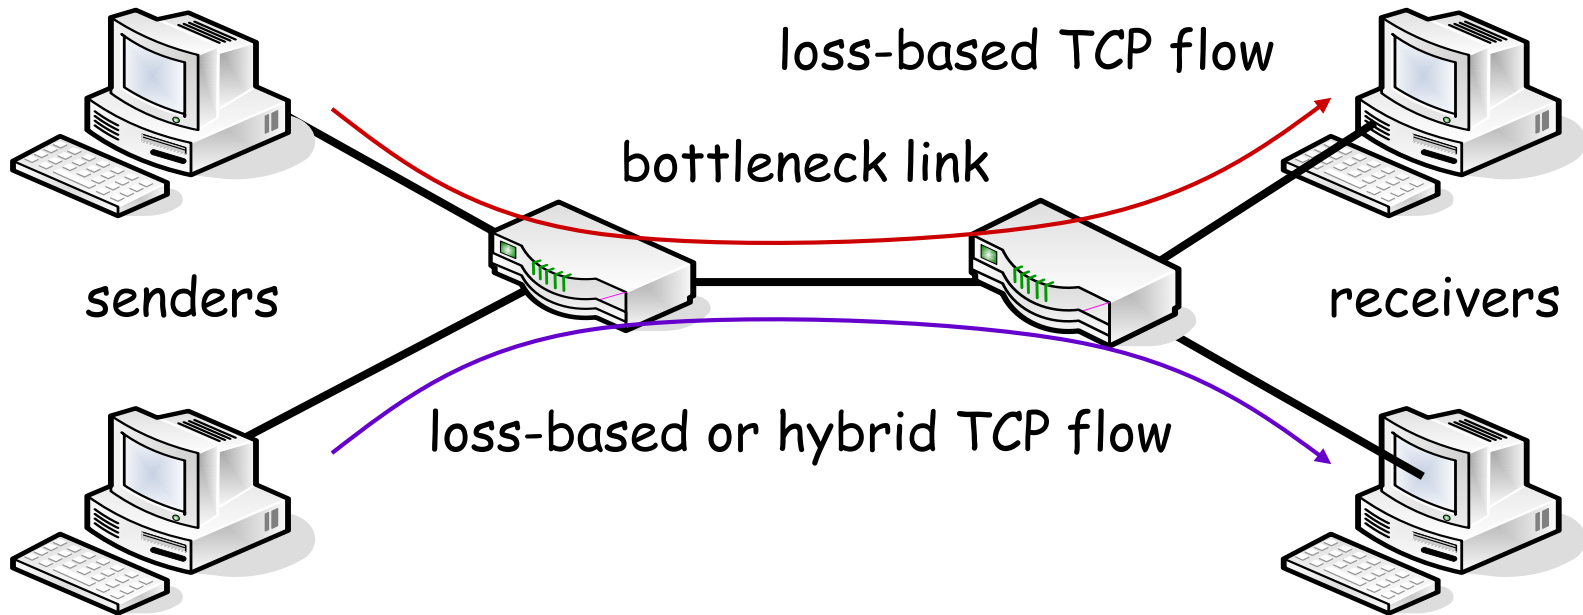 loss-based TCP flow
bottleneck link
senders
receivers
loss-based or hybrid TCP flow